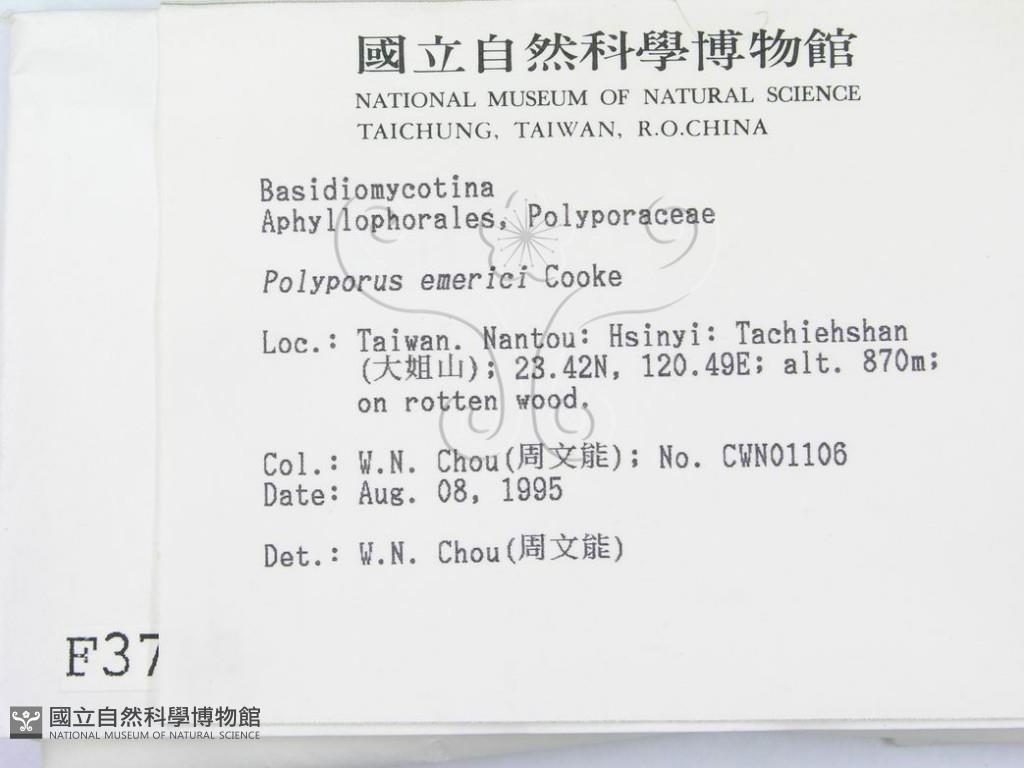 國立自然科學博物館
NATIONAL MUSEUM OF NATURAL SCIENCE
TAICHUNG, TAIWAN, R.O.CHINA
Basidiomycotina
Aphyllophorales, Polyporaceae
Polyporus emerici Cooke
Loc.: Taiwan. Nantou: Hsinyi: Tachiehshan
(大姐山); 23.42N, 120.49E; alt. 870m;
on rotten wood.
Col.: W.N. Chou(周文能); No. CWN01106
Date: Aug. 08, 1995
Det.: W.N. Chou(周文能)
F37
國立自然科學博物館
NATIONAL MUSEUM OF NATURAL SCIENCE